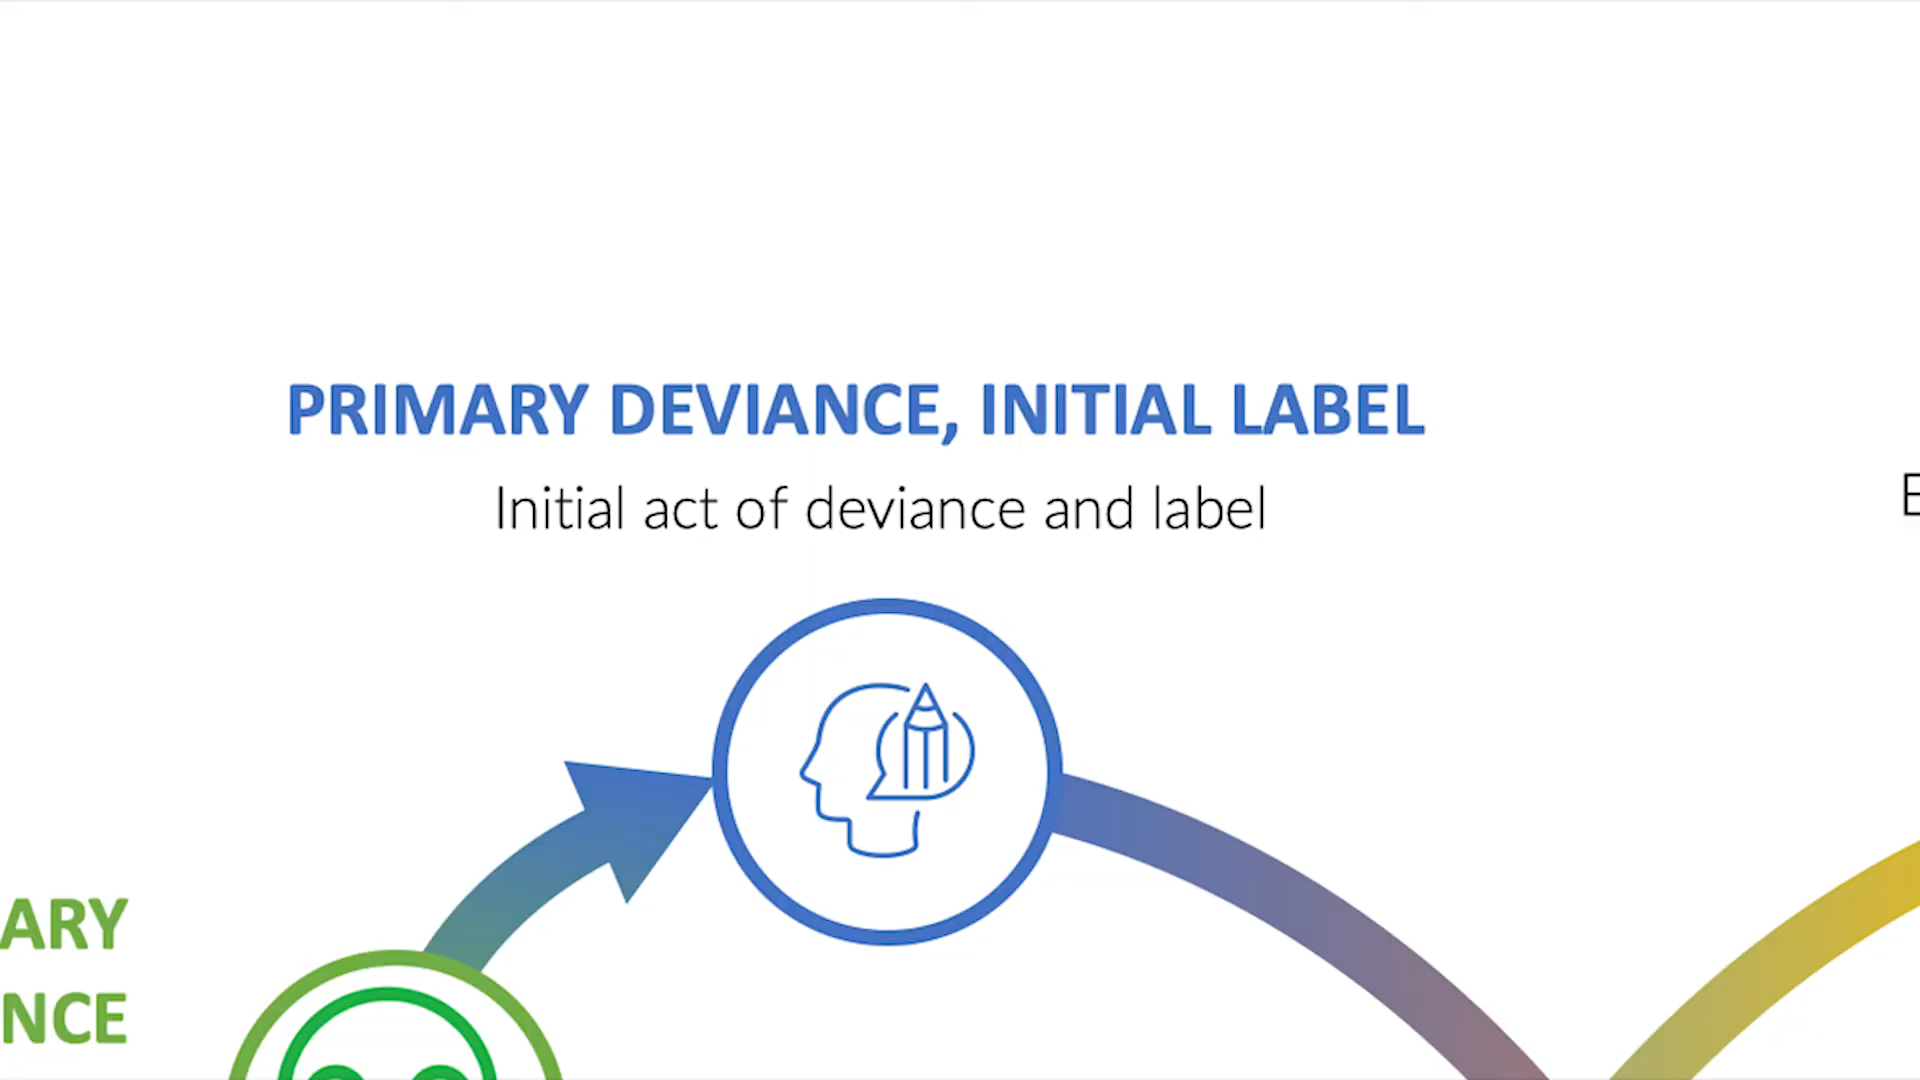 PRIMARY DEVIANCE, INITIAL LABEL
Initial act of deviance and label
ARY
NCE